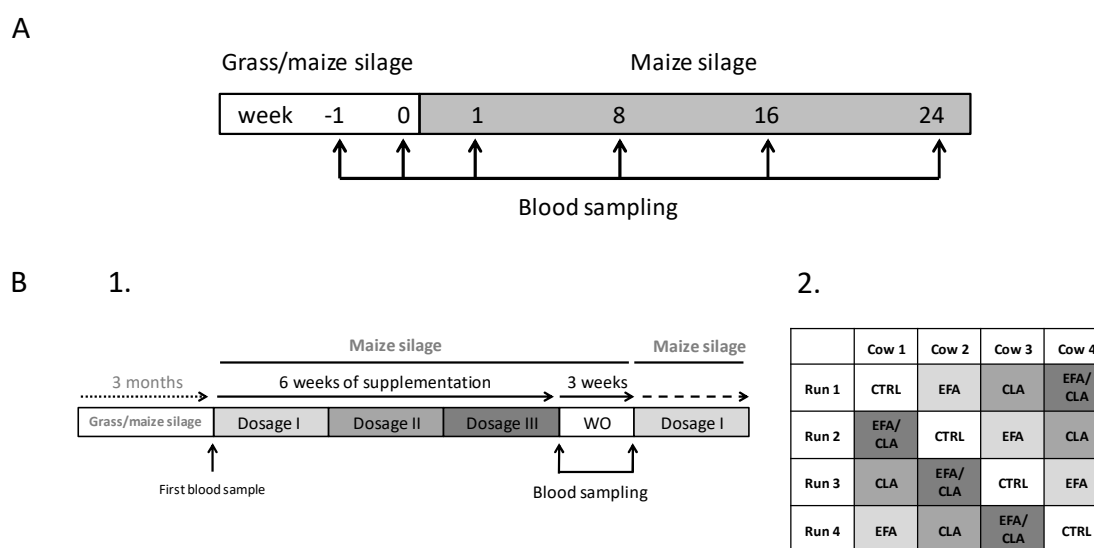 A
Grass/maize silage Maize silage
week -1 0 1 8 16 24
Blood sampling
B 1. 2.
Maize silage Maize silage
3 months 6 weeks of supplementation 3 weeks
Grass/maize silage Dosage I Dosage II Dosage III WO Dosage I
First blood sample Blood sampling
Cow 1 Cow 2 Cow 3 Cow 4
Run 1 CTRL EFA CLA EFA/
CLA
Run 2 EFA/
CLA CTRL EFA CLA
Run 3 CLA EFA/
CLA CTRL EFA
Run 4 EFA CLA EFA/
CLA CTRL